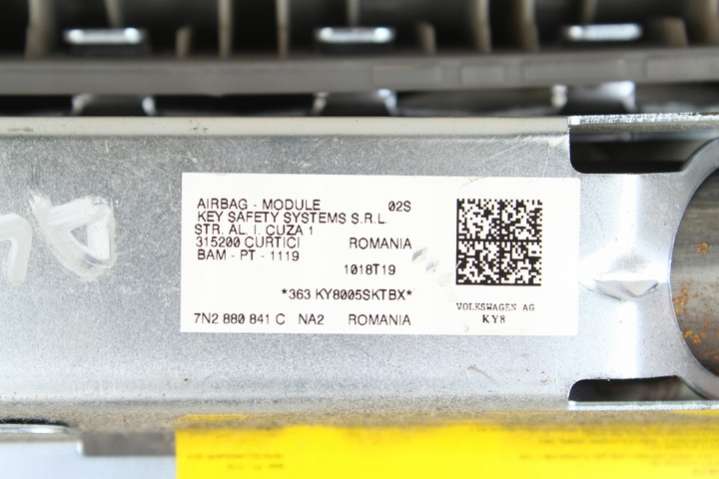 AIRBAG - MODULE 02S
KEY SAFETY SYSTEMS S.R.L.
STR. AL. I. CUZA 1
315200 CURTICI ROMANIA
BAM - PT - 1119
1018T19
*363 KY8005SKTBX*
7N2 880 841 C NA2 ROMANIA
VOLKSWAGEN AG
KY8